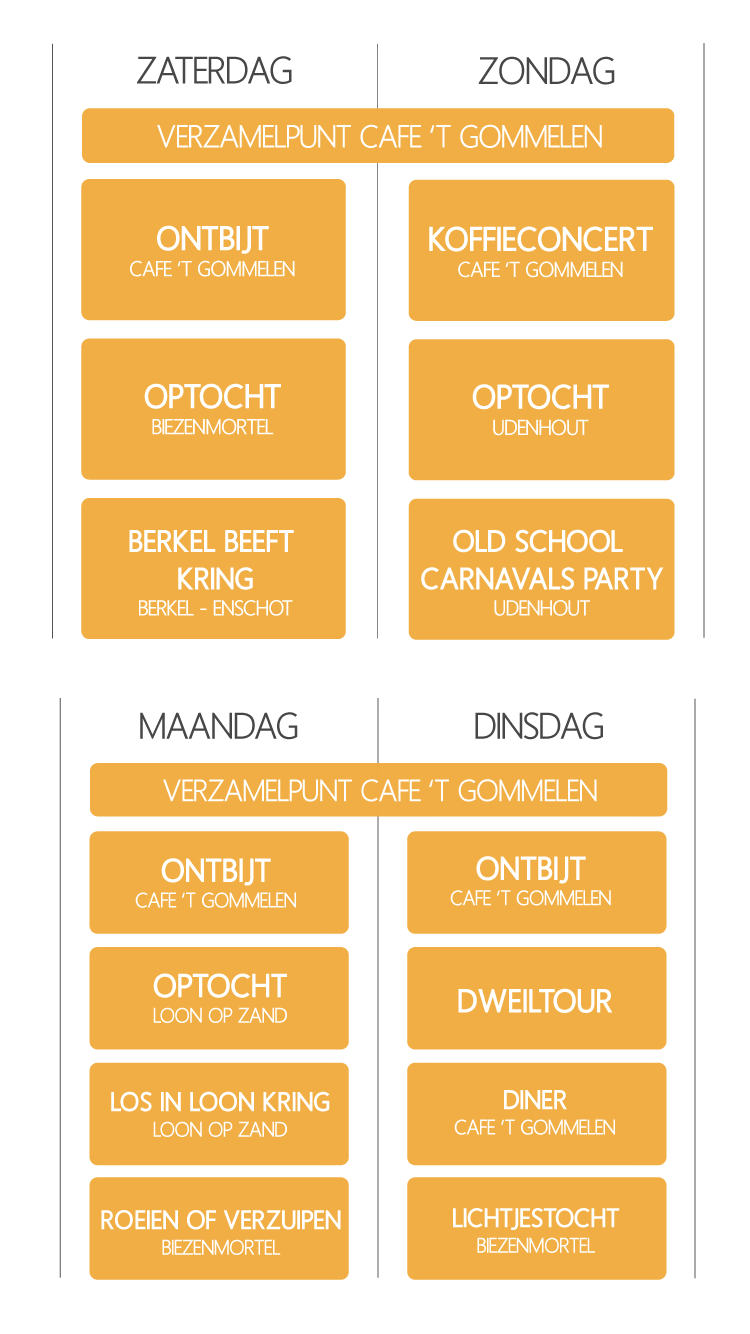 ZATERDAG
ZONDAG
VERZAMELPUNT CAFE ‘T GOMMELEN
ONTBIJT
CAFE ‘T GOMMELEN
KOFFIECONCERT
CAFE ‘T GOMMELEN
OPTOCHT
BIEZENMORTEL
OPTOCHT
UDENHOUT
BERKEL BEEFT
KRING
BERKEL - ENSCHOT
OLD SCHOOL
CARNAVALS PARTY
UDENHOUT
MAANDAG
DINSDAG
VERZAMELPUNT CAFE ‘T GOMMELEN
ONTBIJT
CAFE ‘T GOMMELEN
ONTBIJT
CAFE ‘T GOMMELEN
OPTOCHT
LOON OP ZAND
DWEILTOUR
LOS IN LOON KRING
LOON OP ZAND
DINER
CAFE ‘T GOMMELEN
ROEIEN OF VERZUIPEN
BIEZENMORTEL
LICHTJESTOCHT
BIEZENMORTEL